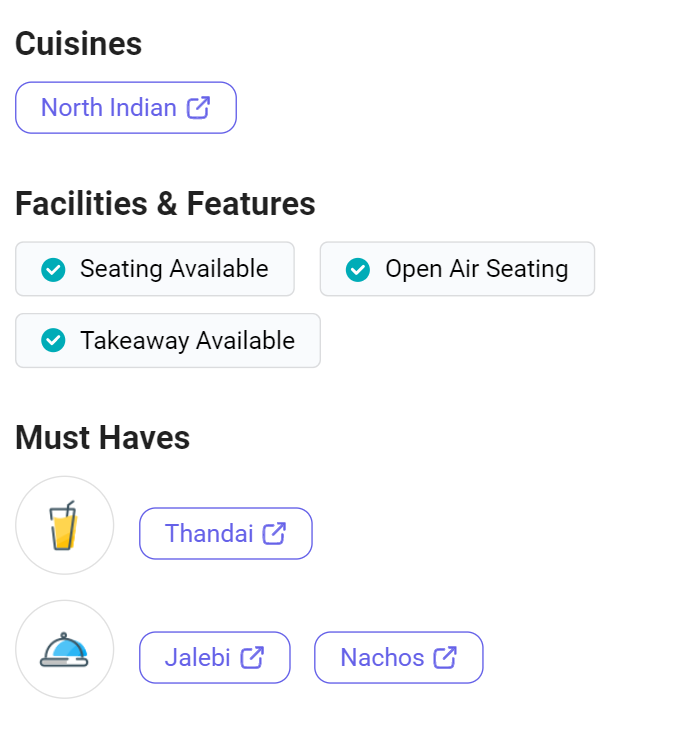 Cuisines
North Indian
Facilities & Features
Seating Available
Open Air Seating
Takeaway Available
Must Haves
Thandai
Jalebi
Nachos